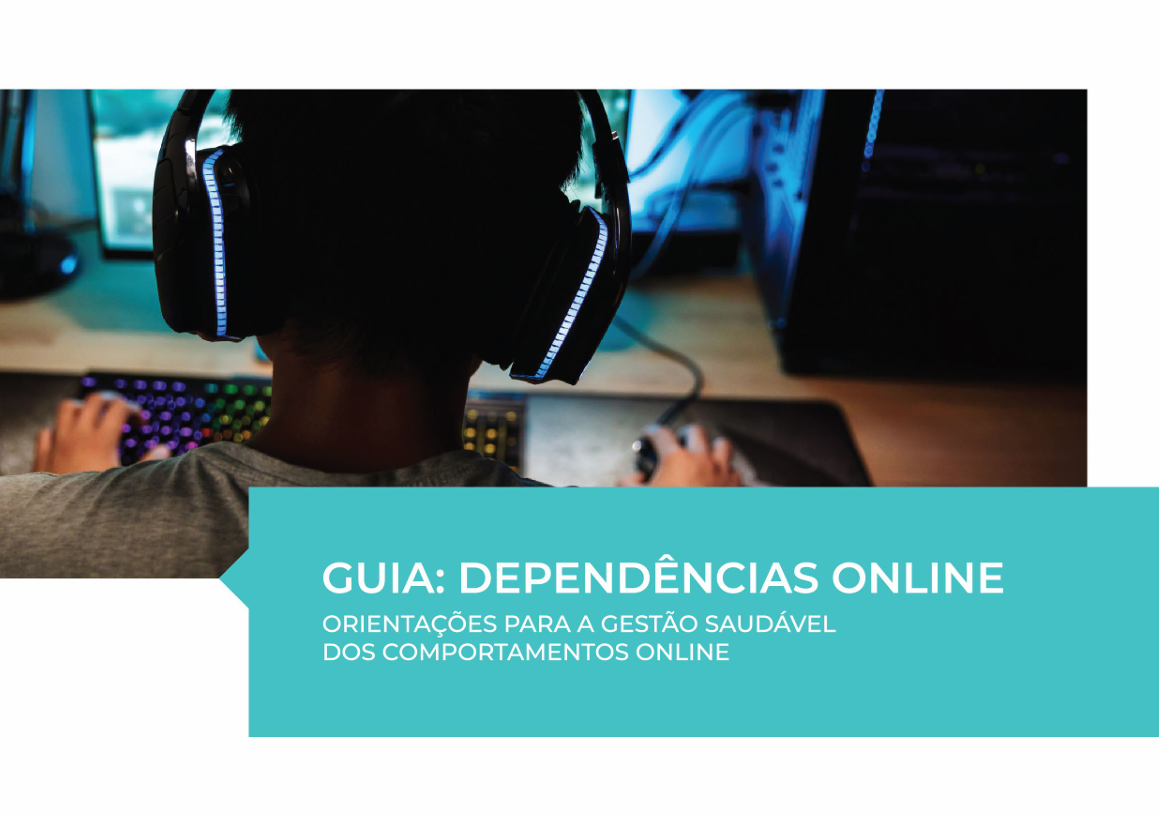 GUIA: DEPENDÊNCIAS ONLINE
ORIENTAÇÕES PARA A GESTÃO SAUDÁVEL
DOS COMPORTAMENTOS ONLINE